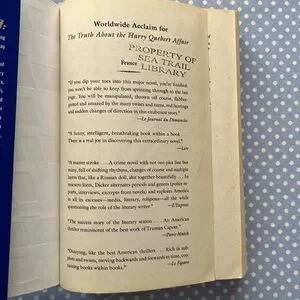 Worldwide Acclaim for
The Truth About the Harry Quebert Affair
PROPERTY OF
SEA TRAIL
LIBRARY
France
"If you dip your toes into this major novel, you're finished:
you won't be able to keep from sprinting through to the last
page. You will be manipulated, thrown off course, flabber-
gasted and amazed by the many twists and turns, red herrings
and sudden changes of direction in this exuberant story."
—Le Journal du Dimanche
"A funny, intelligent, breathtaking book within a book
There is real joy in discovering this extraordinary novel."
—Lire
"A master stroke . . . A crime novel with not one plot line but
many, full of shifting rhythms, changes of course and multiple
layers that, like a Russian doll, slot together beautifully
Dicker alternates periods and genres (police re-
ports, interviews, excerpts from novels) and explores America
in all its excesses—media, literary, religious—all the while
questioning the role of the literary writer."
—L'Express
"The success story of the literary season . . . An American
thriller reminiscent of the best work of Truman Capote."
—Paris-Match
"Dizzying, like the best American thrillers . . . Rich in sub-
plots and twists, moving backwards and forwards in time, con-
taining books within books."
—Le Figaro